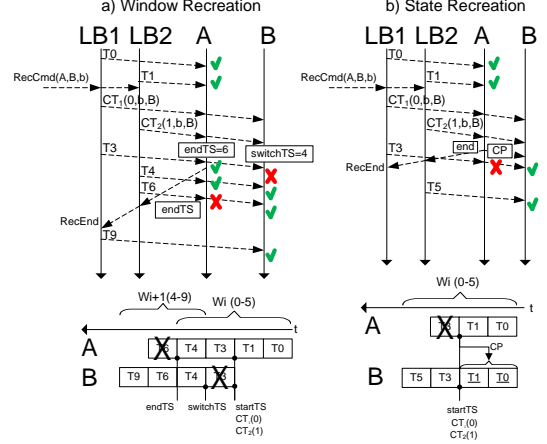 a) Window Recreation
LB1 LB2 A B
T0
RecCmd(A,B,b)
T1
CT1(0,b,B)
CT2(1,b,B)
T3
endTS=6
switchTS=4
T4
T6
endTS
RecEnd
T9
Wi+1(4-9)
Wi (0-5)
t
A
T6 T4 T3 T1 T0
B
T9 T6 T4 T3
endTS
switchTS
startTS
CT1(0)
CT2(1)
b) State Recreation
LB1 LB2 A B
T0
RecCmd(A,B,b)
T1
CT1(0,b,B)
CT2(1,b,B)
T3
end
CP
RecEnd
T5
Wi (0-5)
t
A
T3 T1 T0
CP
B
T5 T3 T1 T0
startTS
CT1(0)
CT2(1)